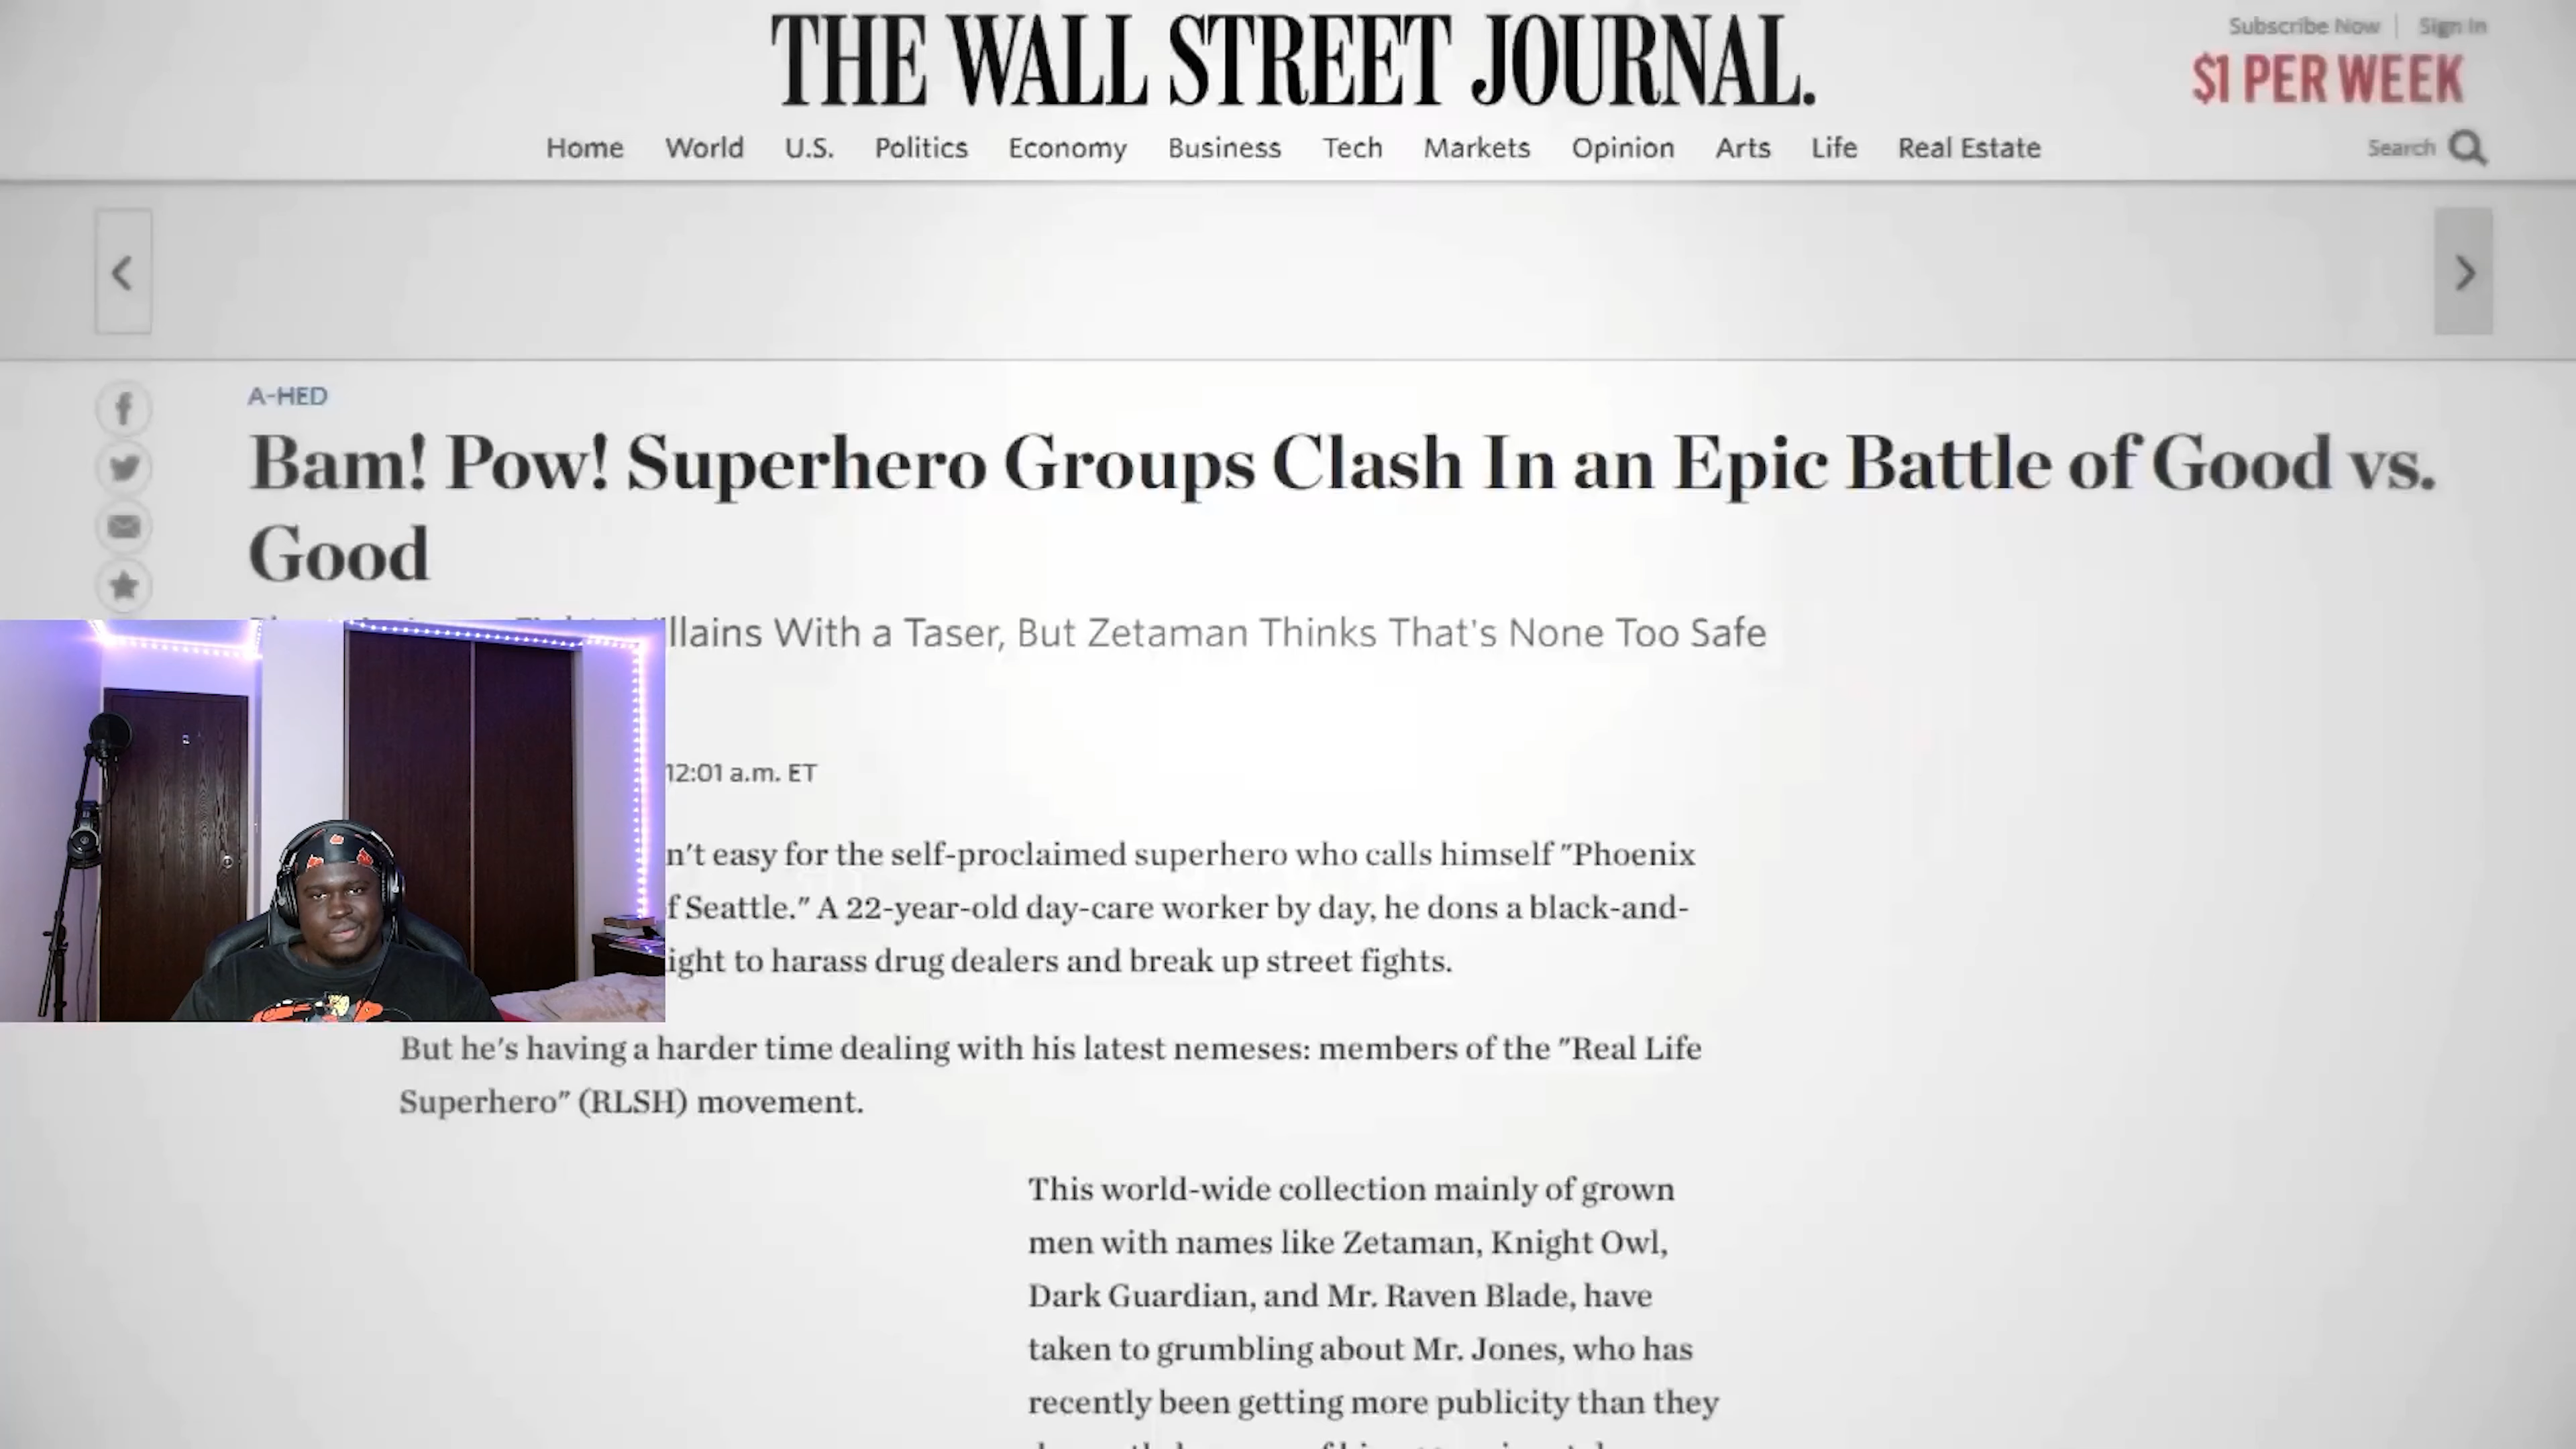 THE WALL STREET JOURNAL.
Subscribe Now | Sign In
$1 PER WEEK
Home World U.S. Politics Economy Business Tech Markets Opinion Arts Life Real Estate
Search
A-HED
Bam! Pow! Superhero Groups Clash In an Epic Battle of Good vs.
Good
llains With a Taser, But Zetaman Thinks That's None Too Safe
12:01 a.m. ET
n't easy for the self-proclaimed superhero who calls himself "Phoenix
f Seattle." A 22-year-old day-care worker by day, he dons a black-and-
ight to harass drug dealers and break up street fights.
But he's having a harder time dealing with his latest nemeses: members of the "Real Life
Superhero" (RLSH) movement.
This world-wide collection mainly of grown
men with names like Zetaman, Knight Owl,
Dark Guardian, and Mr. Raven Blade, have
taken to grumbling about Mr. Jones, who has
recently been getting more publicity than they